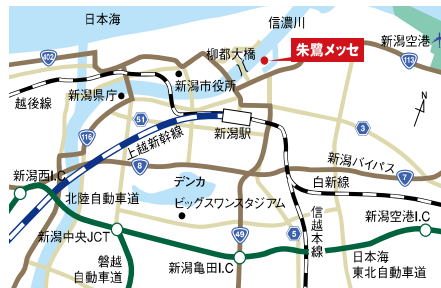 日本海
信濃川
柳都大橋
朱鷺メッセ
新潟空港
402
113
新潟市役所
越後線
新潟県庁
51
新潟駅
3
116
上越新幹線
8
新潟バイパス
7
新潟西I.C
北陸自動車道
デンカ
ビッグスワンスタジアム
白新線
信越本線
新潟空港I.C
新潟中央JCT
49
5
磐越
自動車道
新潟亀田I.C
日本海
東北自動車道
N